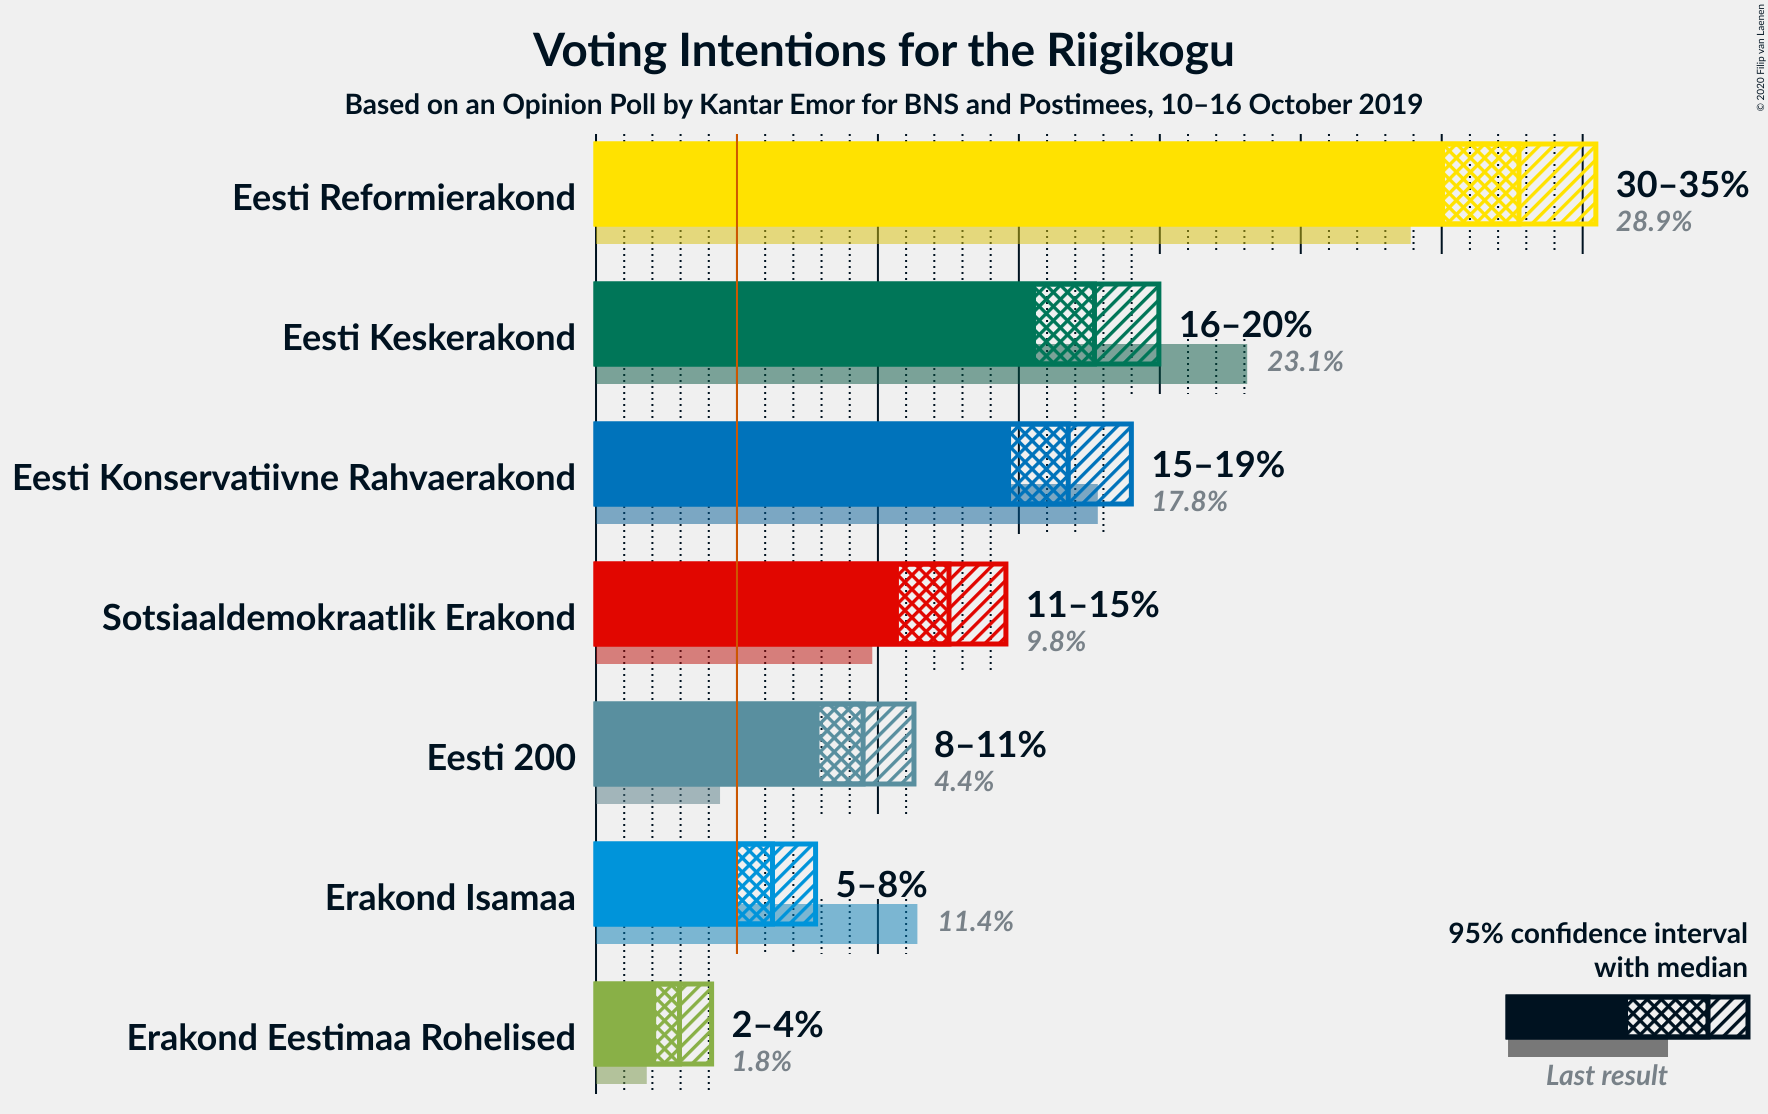 Voting Intentions for the Riigikogu
Based on an Opinion Poll by Kantar Emor for BNS and Postimees, 10–16 October 2019
© 2020 Filip van Laenen
Eesti Reformierakond
30–35%
28.9%
Eesti Keskerakond
16–20%
23.1%
Eesti Konservatiivne Rahvaerakond
15–19%
17.8%
Sotsiaaldemokraatlik Erakond
11–15%
9.8%
Eesti 200
8–11%
4.4%
Erakond Isamaa
5–8%
11.4%
Erakond Eestimaa Rohelised
2–4%
1.8%
95% confidence interval
with median
Last result